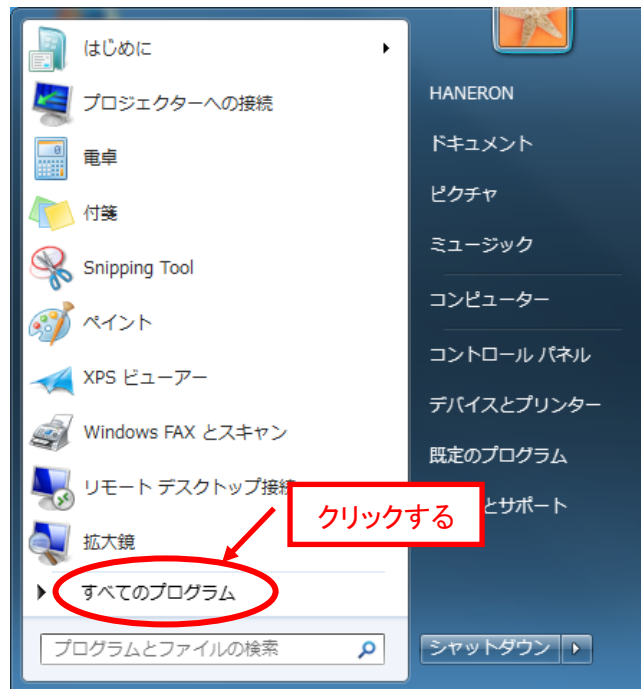 はじめに
プロジェクターへの接続
電卓
付箋
Snipping Tool
ペイント
XPS ビューアー
Windows FAX とスキャン
リモート デスクトップ接続
拡大鏡
すべてのプログラム
プログラムとファイルの検索
クリックする
HANERON
ドキュメント
ピクチャ
ミュージック
コンピューター
コントロール パネル
デバイスとプリンター
既定のプログラム
とサポート
シャットダウン